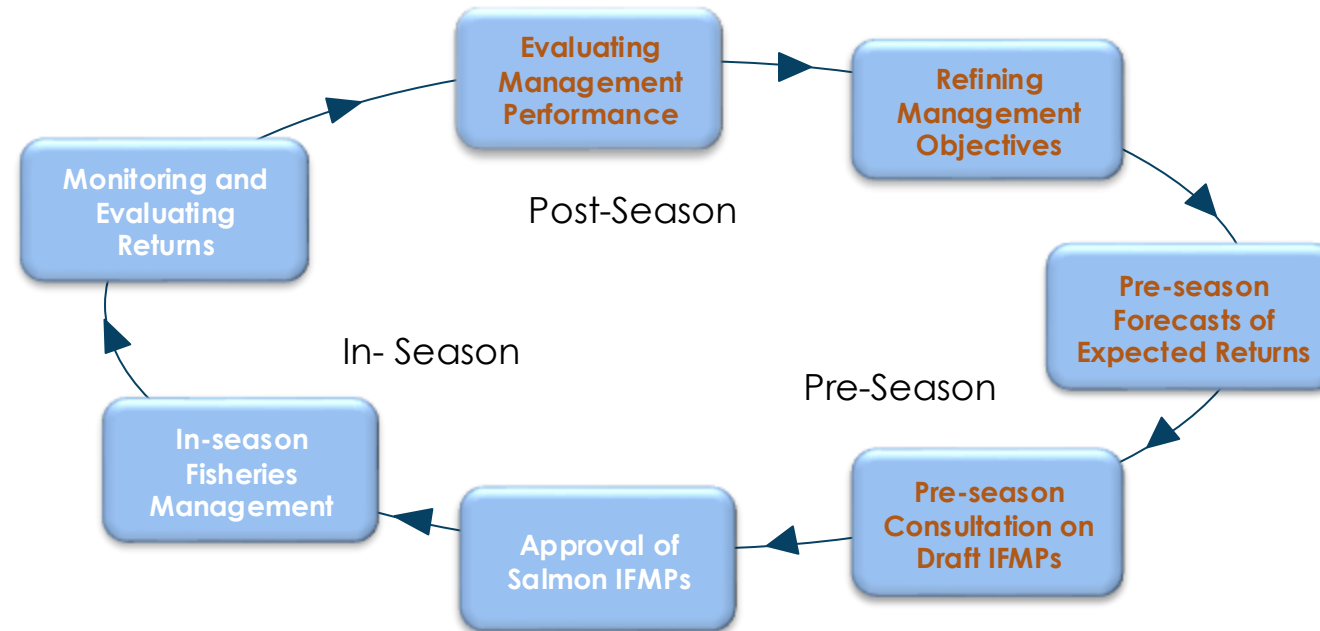 Evaluating
Management
Performance
Refining
Management
Objectives
Monitoring and
Evaluating
Returns
Post-Season
Pre-season
Forecasts of
Expected Returns
In- Season
Pre-Season
In-season
Fisheries
Management
Approval of
Salmon IFMPs
Pre-season
Consultation on
Draft IFMPs